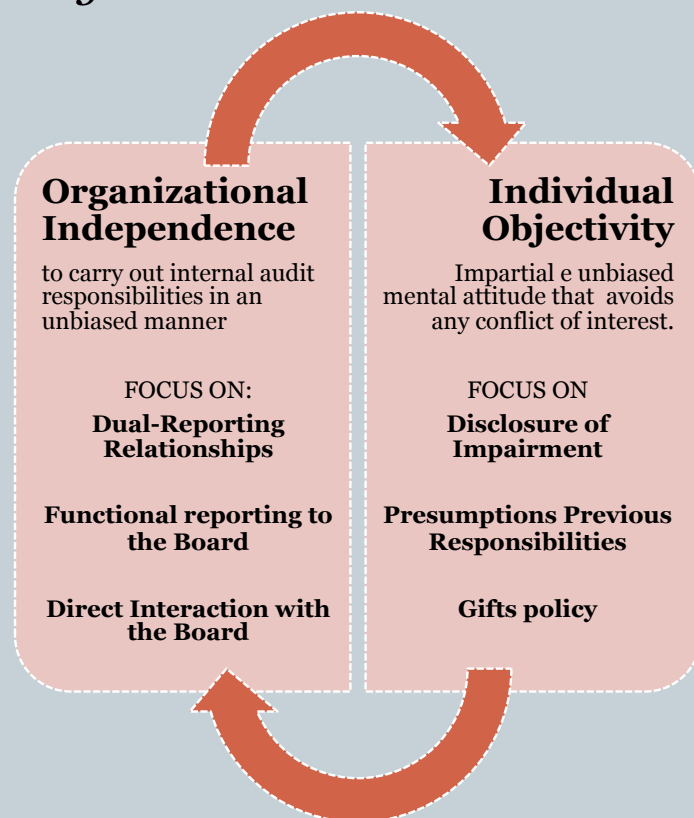 Organizational
Independence
to carry out internal audit
responsibilities in an
unbiased manner
FOCUS ON:
Dual-Reporting
Relationships
Functional reporting to
the Board
Direct Interaction with
the Board
Individual
Objectivity
Impartial e unbiased
mental attitude that avoids
any conflict of interest.
FOCUS ON
Disclosure of
Impairment
Presumptions Previous
Responsibilities
Gifts policy